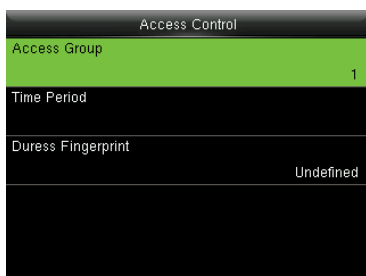 Access Control
Access Group
1
Time Period
Duress Fingerprint
Undefined